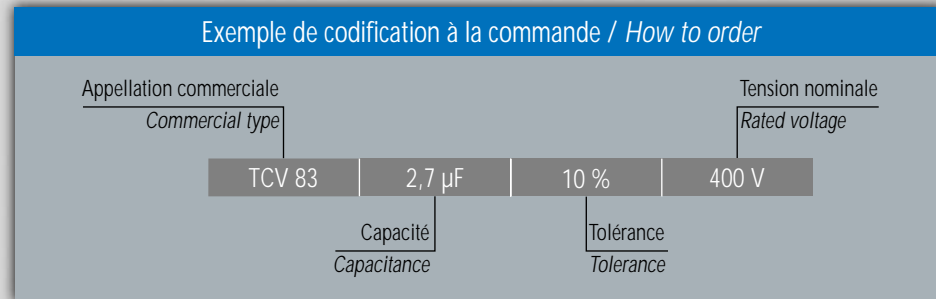 Exemple de codification à la commande / How to order
Appellation commerciale
Commercial type
Tension nominale
Rated voltage
TCV 83 2,7 µF 10 % 400 V
Capacité
Capacitance
Tolérance
Tolerance